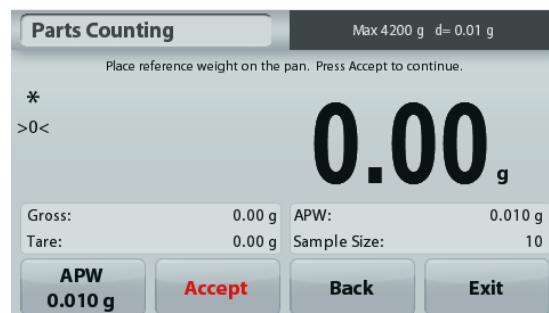 Parts Counting
Max 4200 g d= 0.01 g
Place reference weight on the pan. Press Accept to continue.
*
>0<
0.00 g
Gross: 0.00 g APW: 0.010 g
Tare: 0.00 g Sample Size: 10
APW
0.010 g
Accept
Back
Exit